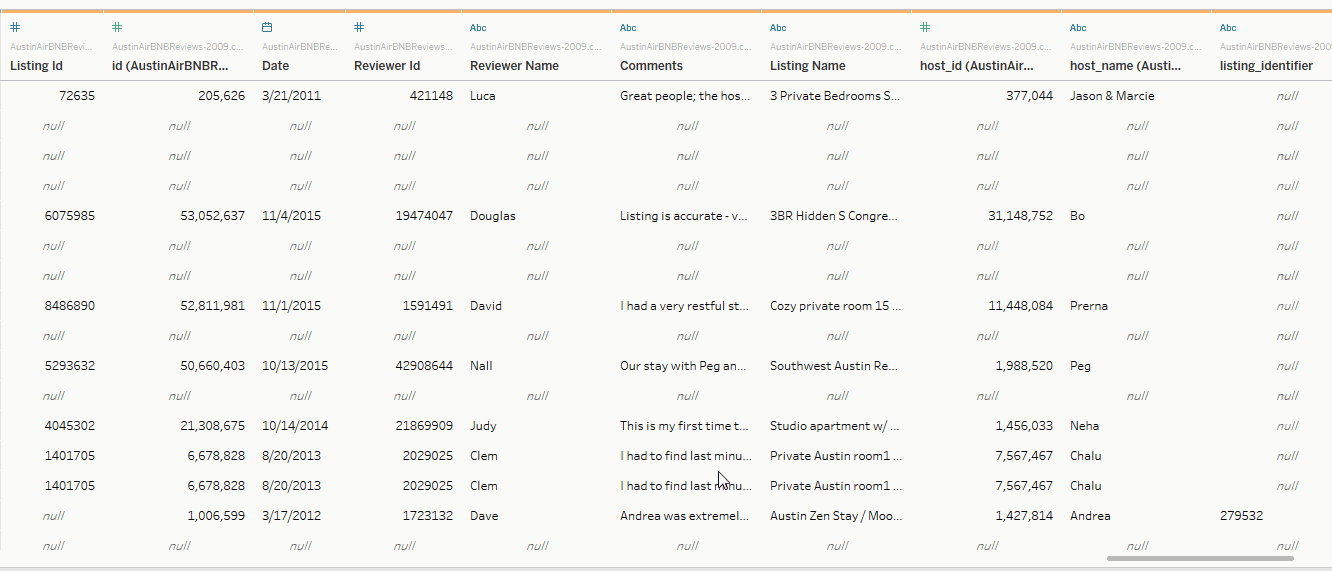 # # Abc Abc Abc # Abc Abc
AustinAirBNBRevi... AustinAirBNBReviews-2009.c... AustinAirBNBRe... AustinAirBNBReviews... AustinAirBNBReviews-2009.c... AustinAirBNBReviews-2009.c... AustinAirBNBReviews-2009.c... AustinAirBNBReviews-2009.c... AustinAirBNBReviews-2009.c... AustinAirBNBReviews-2009
Listing Id id (AustinAirBNBR... Date Reviewer Id Reviewer Name Comments Listing Name host_id (AustinAir... host_name (Austi... listing_identifier
72635 205,626 3/21/2011 421148 Luca Great people; the hos... 3 Private Bedrooms S... 377,044 Jason & Marcie null
null null null null null null null null null null
null null null null null null null null null null
null null null null null null null null null null
6075985 53,052,637 11/4/2015 19474047 Douglas Listing is accurate - v... 3BR Hidden S Congre... 31,148,752 Bo null
null null null null null null null null null null
null null null null null null null null null null
8486890 52,811,981 11/1/2015 1591491 David I had a very restful st... Cozy private room 15 ... 11,448,084 Prerna null
null null null null null null null null null null
5293632 50,660,403 10/13/2015 42908644 Nall Our stay with Peg an... Southwest Austin Re... 1,988,520 Peg null
null null null null null null null null null null
4045302 21,308,675 10/14/2014 21869909 Judy This is my first time t... Studio apartment w/ ... 1,456,033 Neha null
1401705 6,678,828 8/20/2013 2029025 Clem I had to find last minu... Private Austin room1 ... 7,567,467 Chalu null
1401705 6,678,828 8/20/2013 2029025 Clem I had to find last minu... Private Austin room1 ... 7,567,467 Chalu null
null 1,006,599 3/17/2012 1723132 Dave Andrea was extremel... Austin Zen Stay / Moo... 1,427,814 Andrea 279532
null null null null null null null null null null